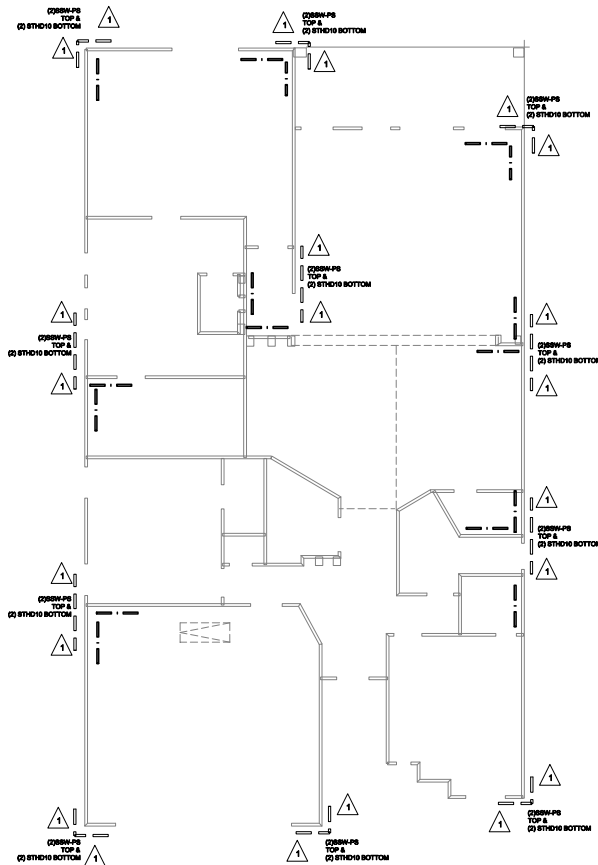 (2)SSW-PS
TOP &
(2) STHD10 BOTTOM
1
1
(2)SSW-PS
TOP &
(2) STHD10 BOTTOM
1
1
(2)SSW-PS
TOP &
(2) STHD10 BOTTOM
1
1
1
(2)SSW-PS
TOP &
(2) STHD10 BOTTOM
1
1
(2)SSW-PS
TOP &
(2) STHD10 BOTTOM
1
1
(2)SSW-PS
TOP &
(2) STHD10 BOTTOM
1
1
(2)SSW-PS
TOP &
(2) STHD10 BOTTOM
1
1
(2)SSW-PS
TOP &
(2) STHD10 BOTTOM
1
1
(2)SSW-PS
TOP &
(2) STHD10 BOTTOM
1
1
(2)SSW-PS
TOP &
(2) STHD10 BOTTOM
1
1
(2)SSW-PS
TOP &
(2) STHD10 BOTTOM
1